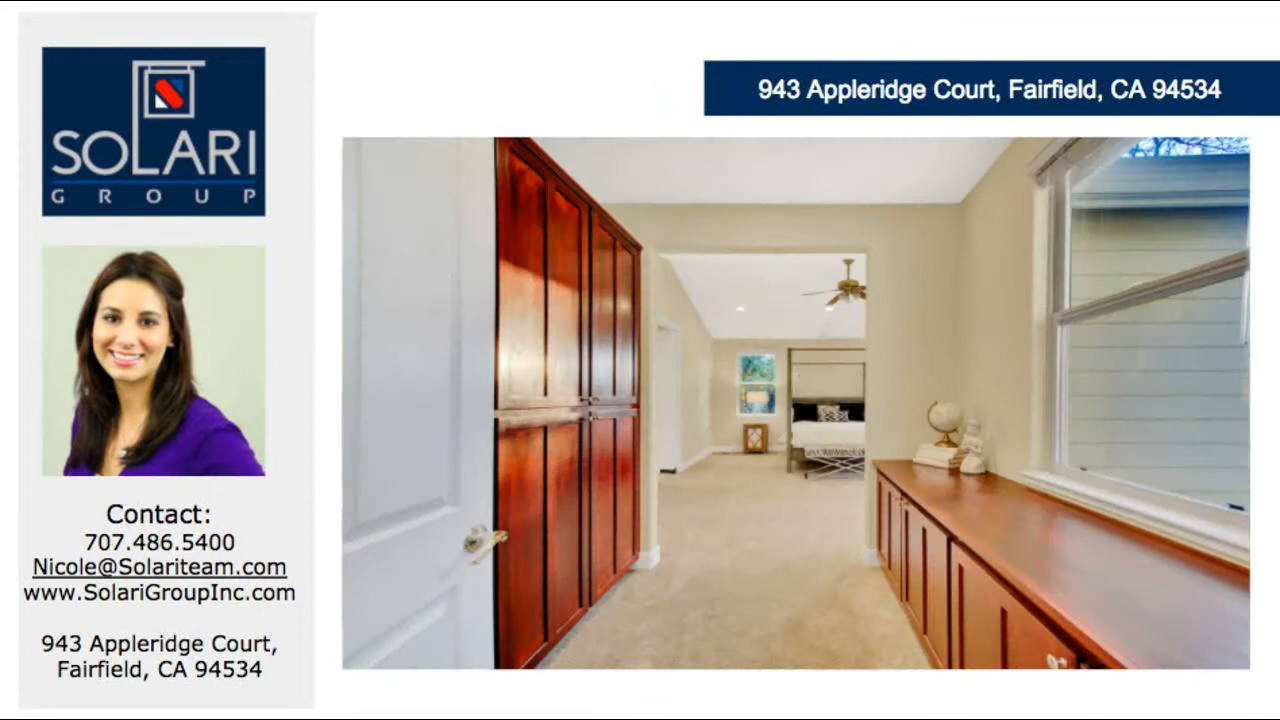 SOLARI
GROUP
Contact:
707.486.5400
Nicole@Solariteam.com
www.SolariGroupInc.com
943 Appleridge Court,
Fairfield, CA 94534
943 Appleridge Court, Fairfield, CA 94534